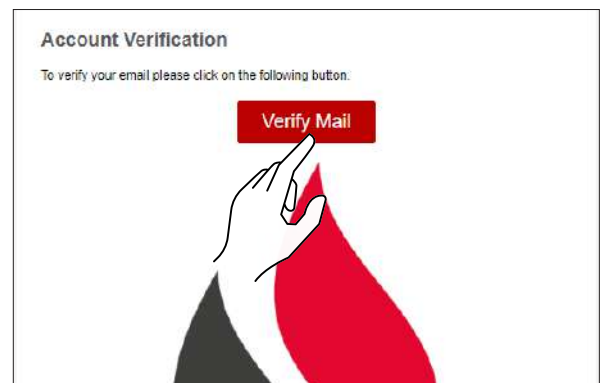 Account Verification
To verify your email please click on the following button.
Verify Mail